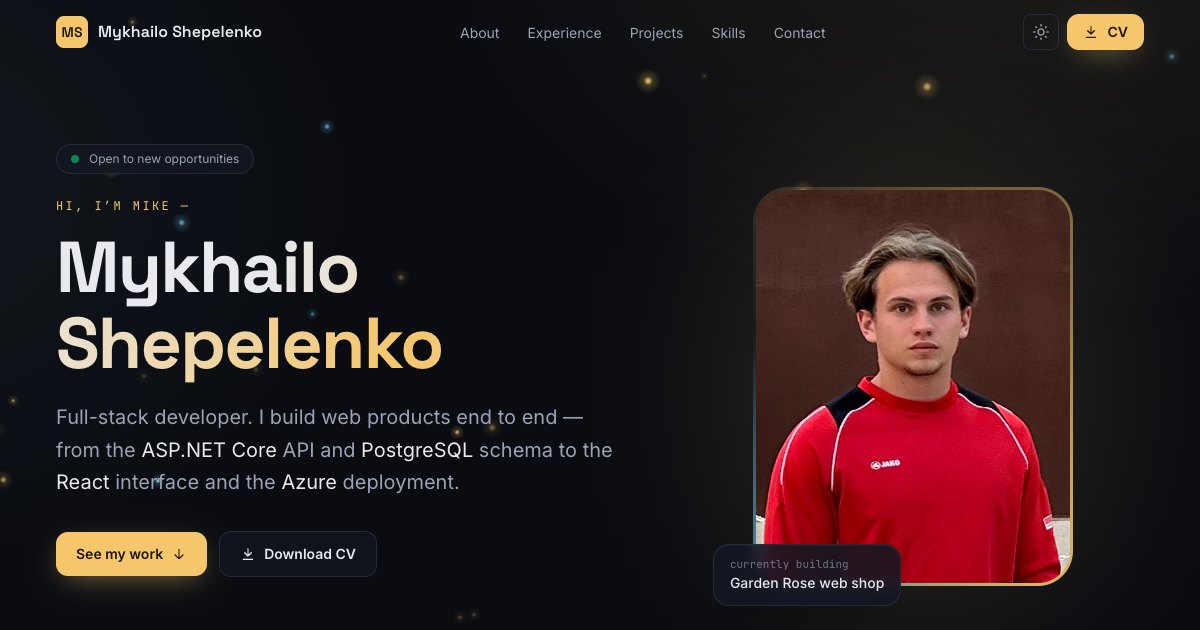 MS Mykhailo Shepelenko
About Experience Projects Skills Contact
CV
Open to new opportunities
HI, I’M MIKE —
Mykhailo
Shepelenko
Full-stack developer. I build web products end to end —
from the ASP.NET Core API and PostgreSQL schema to the
React interface and the Azure deployment.
See my work
Download CV
JAKO
currently building
Garden Rose web shop